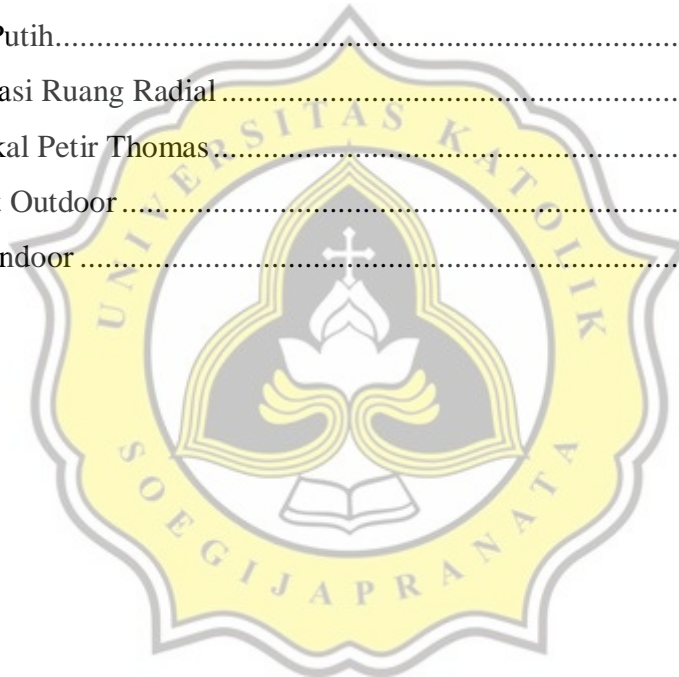 Putih....................................................................................
asi Ruang Radial....................................................................
kal Petir Thomas....................................................................
Outdoor..............................................................................
ndoor.................................................................................
UNIVERSITAS KATOLIK
SOEGIJAPRANATA